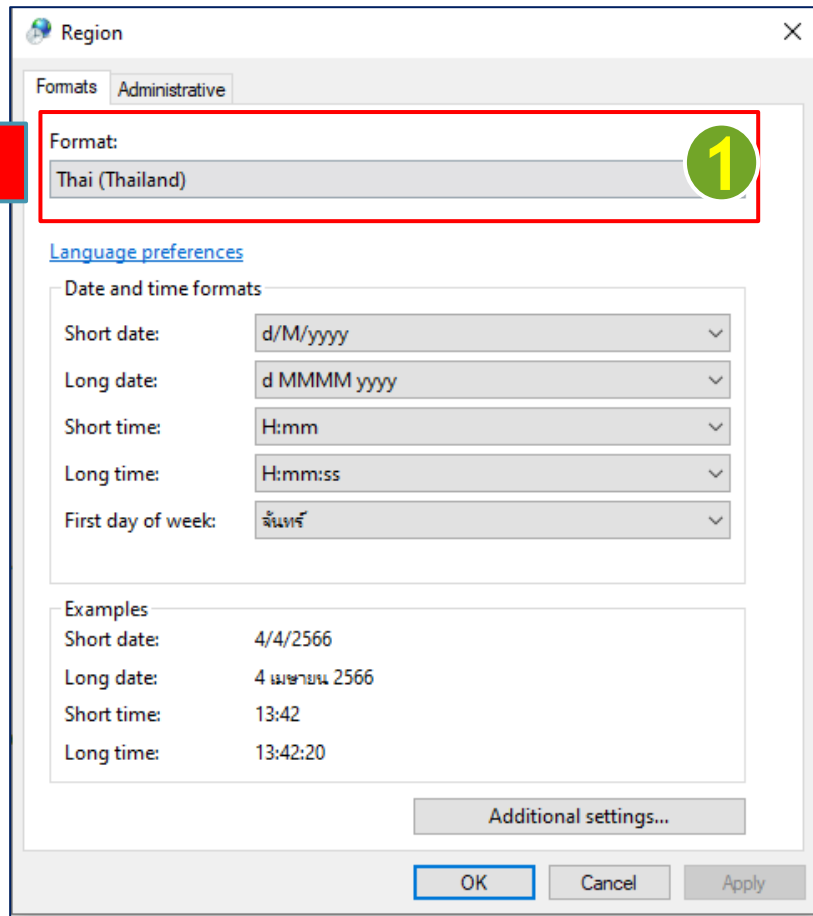 Region
Formats Administrative
Format:
Thai (Thailand)
1
Language preferences
Date and time formats
Short date: d/M/yyyy
Long date: d MMMM yyyy
Short time: H:mm
Long time: H:mm:ss
First day of week: จันทร์
Examples
Short date: 4/4/2566
Long date: 4 เมษายน 2566
Short time: 13:42
Long time: 13:42:20
Additional settings...
OK Cancel Apply